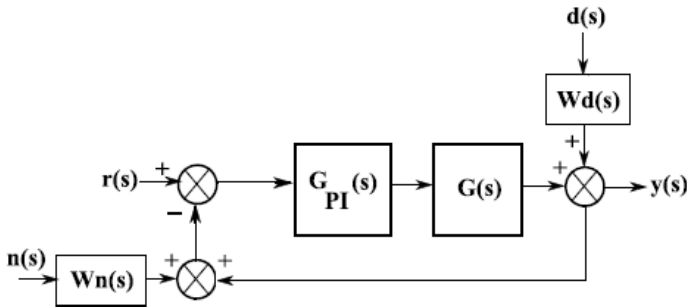 d(s)
Wd(s)
+
+
r(s)
+
G PI (s)
G(s)
+
y(s)
−
n(s)
Wn(s)
+
+